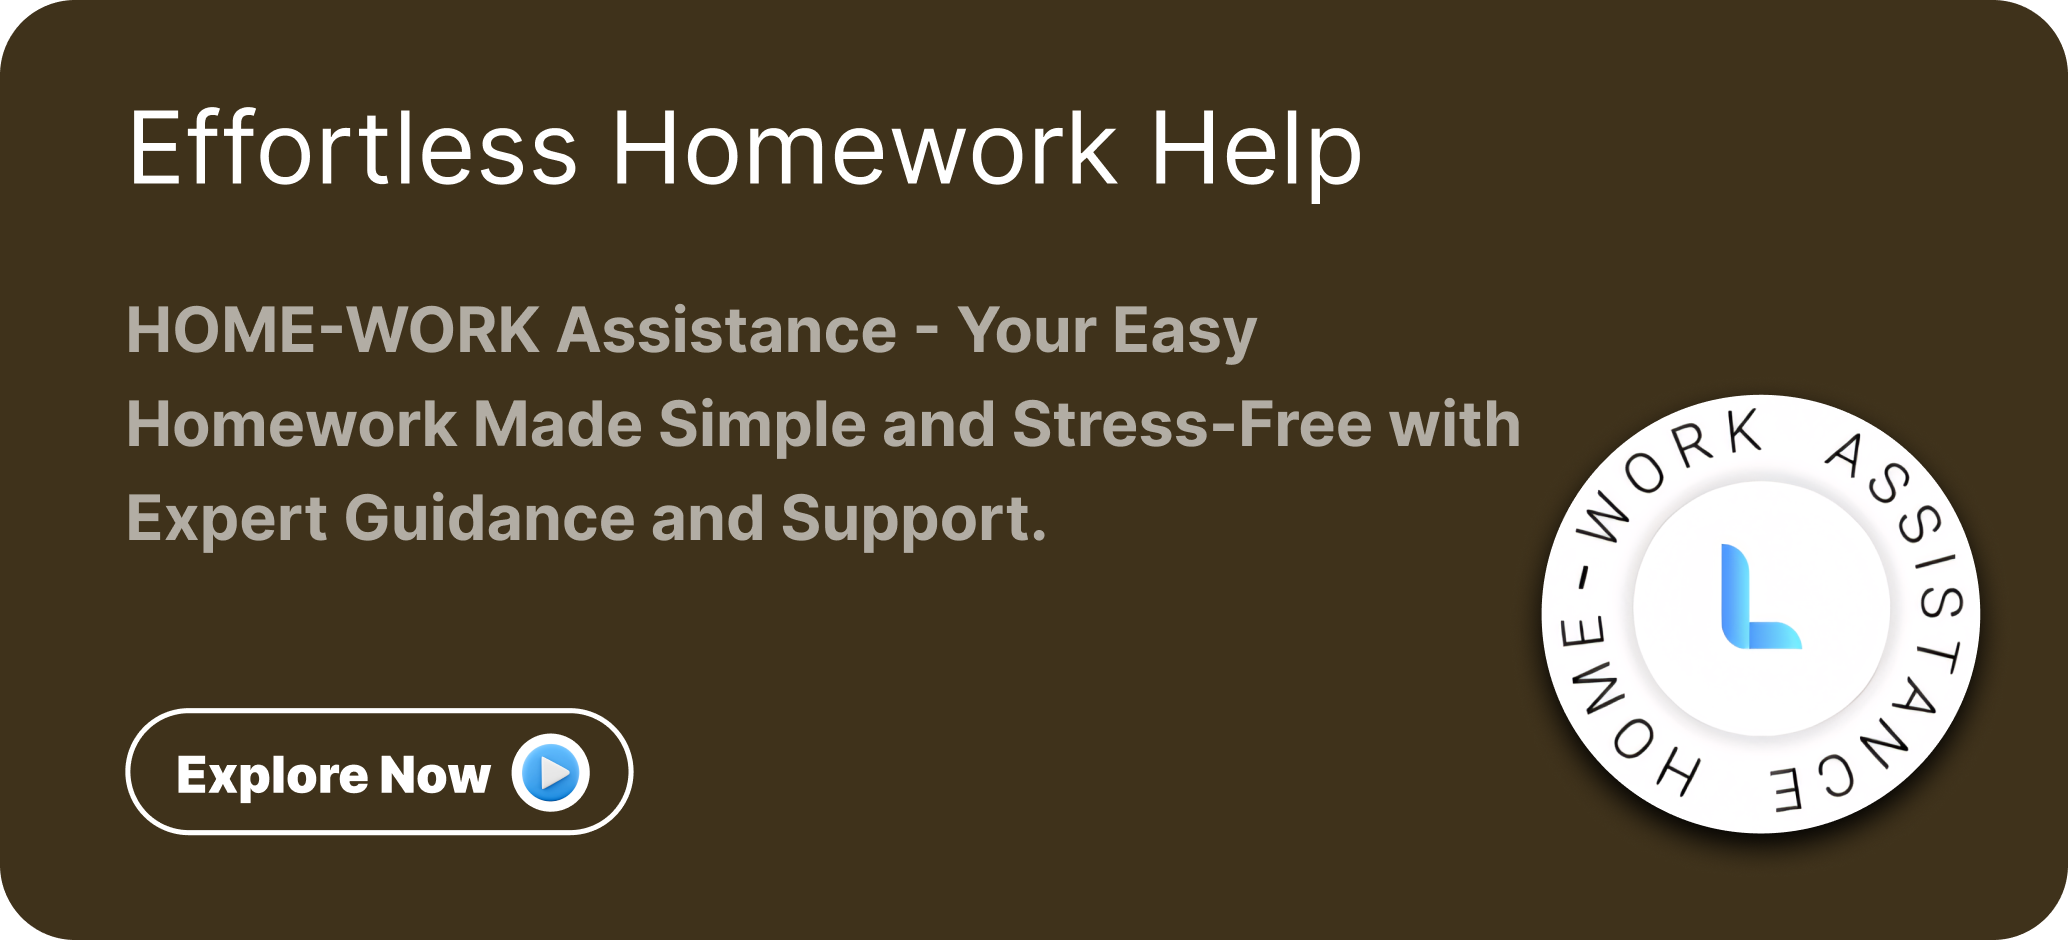 Effortless Homework Help
HOME-WORK Assistance - Your Easy
Homework Made Simple and Stress-Free with
Expert Guidance and Support.
Explore Now
HOME-WORK ASSISTANCE